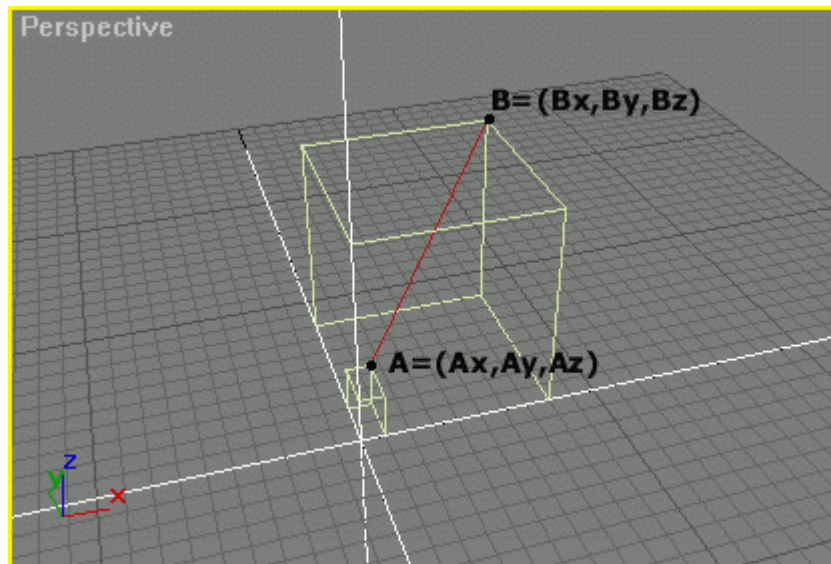 Perspective
B=(Bx,By,Bz)
A=(Ax,Ay,Az)
z
y
x